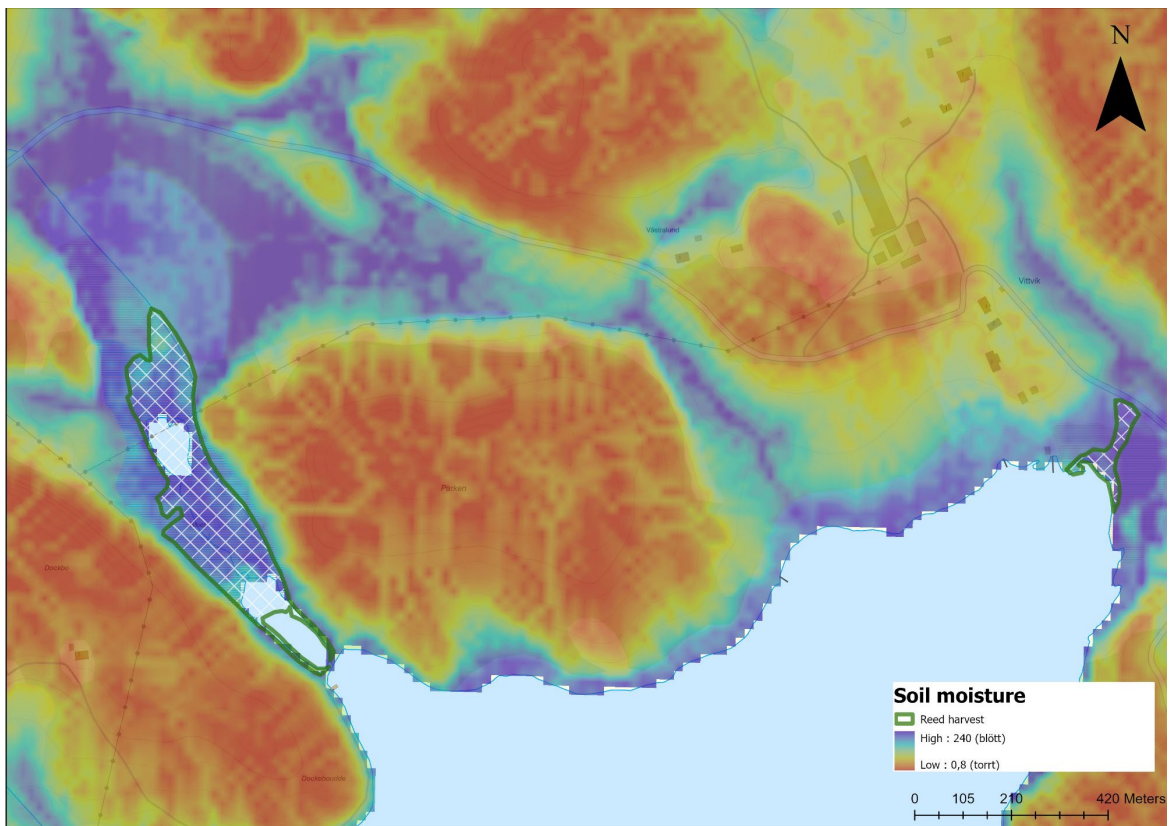 N
Västralund
Vittvik
Parken
Dockbo
Dockebouddo
Soil moisture
Reed harvest
High : 240 (blött)
Low : 0,8 (torrt)
0 105 210 420 Meters